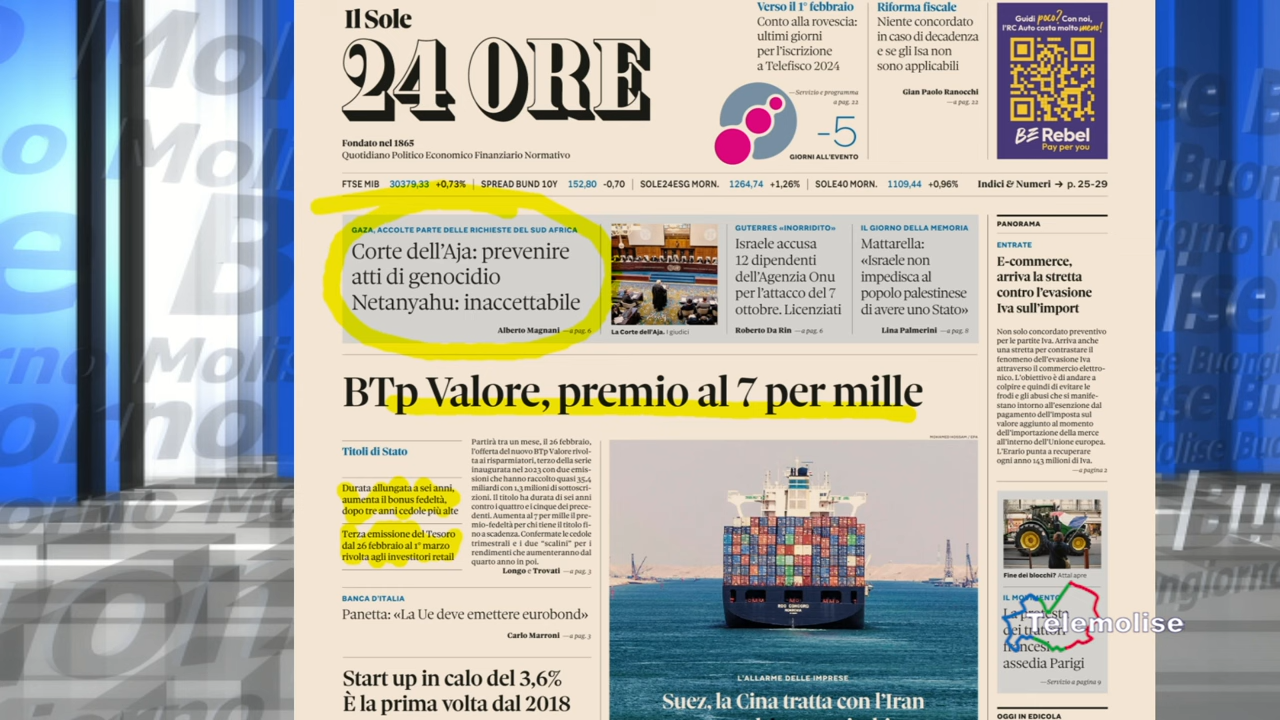 Il Sole
24 ORE
Fondato nel 1865
Quotidiano Politico Economico Finanziario Normativo
Verso il 1° febbraio
Conto alla rovescia:
ultimi giorni
per l'iscrizione
a Telefisco 2024
—Servizio e programma
a pag. 22
-5
GIORNI ALL'EVENTO
Riforma fiscale
Niente concordato
in caso di decadenza
e se gli Isa non
sono applicabili
Gian Paolo Ranocchi
—a pag. 22
Guidi poco? Con noi,
l'RC Auto costa molto meno!
BE Rebel
Pay per you
FTSE MIB 30379,33 +0,73% | SPREAD BUND 10Y 152,80 -0,70 | SOLE24ESG MORN. 1264,74 +1,26% | SOLE40 MORN. 1109,44 +0,96% Indici & Numeri → p. 25-29
GAZA, ACCOLTE PARTE DELLE RICHIESTE DEL SUD AFRICA
Corte dell'Aja: prevenire
atti di genocidio
Netanyahu: inaccettabile
Alberto Magnani —a pag. 6
La Corte dell'Aja. I giudici
GUTERRES «INORRIDITO»
Israele accusa
12 dipendenti
dell'Agenzia Onu
per l'attacco del 7
ottobre. Licenziati
Roberto Da Rin —a pag. 6
IL GIORNO DELLA MEMORIA
Mattarella:
«Israele non
impedisca al
popolo palestinese
di avere uno Stato»
Lina Palmerini —a pag. 8
BTp Valore, premio al 7 per mille
Titoli di Stato
Durata allungata a sei anni,
aumenta il bonus fedeltà,
dopo tre anni cedole più alte
Terza emissione del Tesoro
dal 26 febbraio al 1° marzo
rivolta agli investitori retail
Partirà tra un mese, il 26 febbraio,
l'offerta del nuovo BTp Valore rivol-
ta ai risparmiatori, terzo della serie
inaugurata nel 2023 con due emis-
sioni che hanno raccolto quasi 35,4
miliardi con 1,3 milioni di sottoscri-
zioni. Il titolo ha durata di sei anni
contro i quattro e i cinque dei prece-
denti. Aumenta al 7 per mille il pre-
mio-fedeltà per chi tiene il titolo fi-
no a scadenza. Confermate le cedole
trimestrali e i due "scalini" per i
rendimenti che aumenteranno dal
quarto anno in poi.
Longo e Trovati —a pag. 3
BANCA D'ITALIA
Panetta: «La Ue deve emettere eurobond»
Carlo Marroni —a pag. 3
Start up in calo del 3,6%
È la prima volta dal 2018
MOHAMED HOSSAM / EPA
L'ALLARME DELLE IMPRESE
Suez, la Cina tratta con l'Iran
PANORAMA
ENTRATE
E-commerce,
arriva la stretta
contro l'evasione
Iva sull'import
Non solo concordato preventivo
per le partite Iva. Arriva anche
una stretta per contrastare il
fenomeno dell'evasione Iva
attraverso il commercio elettro-
nico. L'obiettivo è di andare a
colpire e quindi di evitare le
frodi e gli abusi che si manife-
stano intorno all'esenzione dal
pagamento dell'imposta sul
valore aggiunto al momento
dell'importazione della merce
all'interno dell'Unione europea.
L'Erario punta a recuperare
ogni anno 143 milioni di Iva.
—a pagina 2
Fine dei blocchi? Attal apre
IL MOVIMENTO
La protesta
dei trattori
francesi
assedia Parigi
—Servizio a pagina 9
Telemolise
OGGI IN EDICOLA